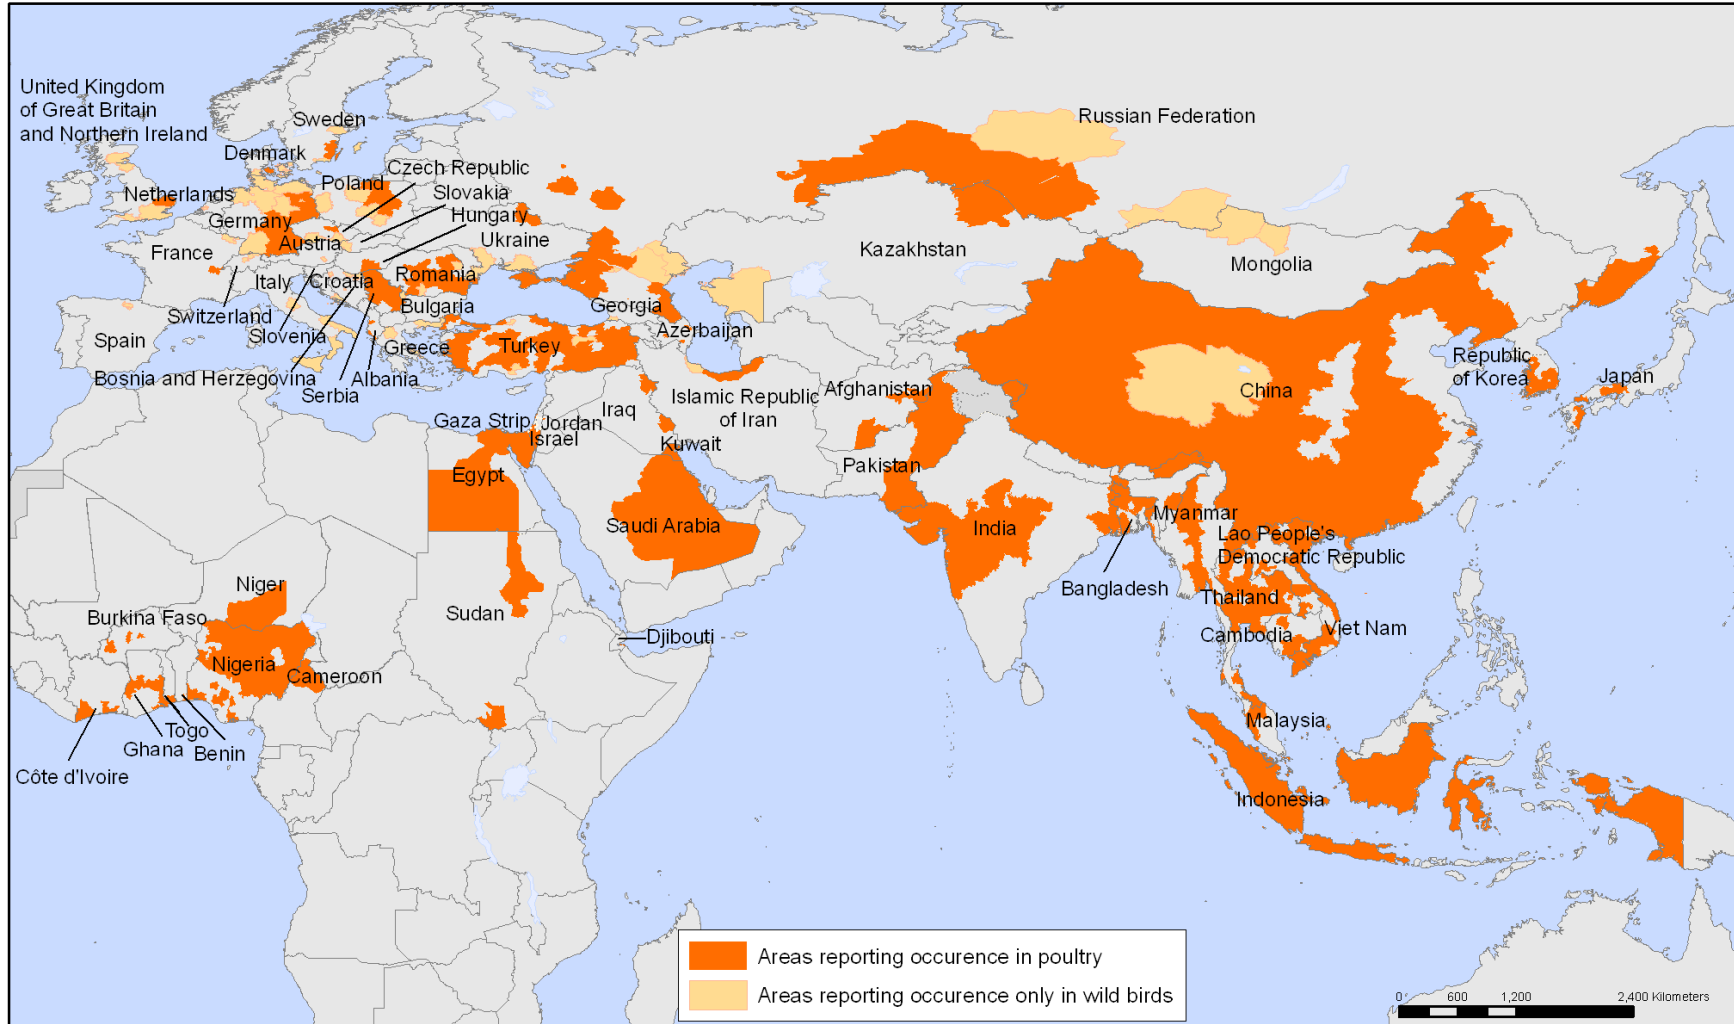 United Kingdom
of Great Britain
and Northern Ireland
Sweden
Denmark
Russian Federation
Czech Republic
Netherlands
Poland
Slovakia
Germany
Hungary
Austria
Ukraine
France
Kazakhstan
Italy
Croatia
Romania
Mongolia
Switzerland
Bulgaria
Georgia
Spain
Slovenia
Azerbaijan
Greece
Turkey
Bosnia and Herzegovina
Albania
Serbia
Republic
of Korea
Japan
Afghanistan
China
Islamic Republic
of Iran
Iraq
Gaza Strip
Jordan
Israel
Kuwait
Egypt
Pakistan
Saudi Arabia
India
Myanmar
Lao People's
Democratic Republic
Bangladesh
Niger
Thailand
Burkina Faso
Sudan
Djibouti
Cambodia
Viet Nam
Nigeria
Cameroon
Malaysia
Togo
Ghana
Benin
Côte d'Ivoire
Indonesia
Areas reporting occurence in poultry
Areas reporting occurence only in wild birds
0 600 1,200 2,400 Kilometers